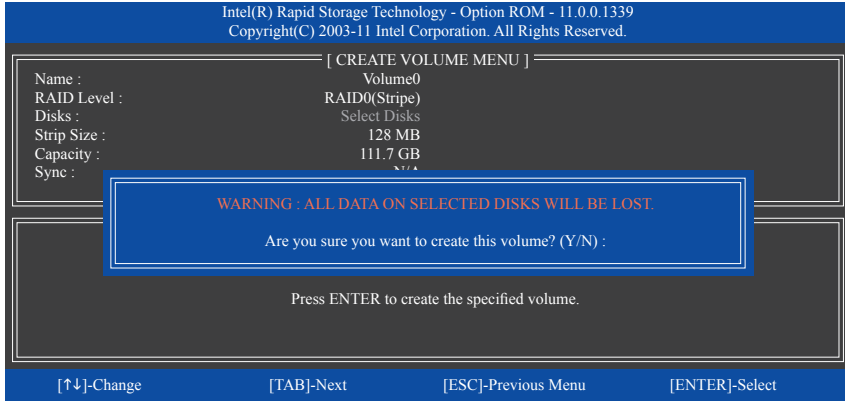 Intel(R) Rapid Storage Technology - Option ROM - 11.0.0.1339
Copyright(C) 2003-11 Intel Corporation. All Rights Reserved.
[ CREATE VOLUME MENU ]
Name : Volume0
RAID Level : RAID0(Stripe)
Disks : Select Disks
Strip Size : 128 MB
Capacity : 111.7 GB
Sync : N/A
WARNING : ALL DATA ON SELECTED DISKS WILL BE LOST.
Are you sure you want to create this volume? (Y/N) :
Press ENTER to create the specified volume.
[↑↓]-Change [TAB]-Next [ESC]-Previous Menu [ENTER]-Select